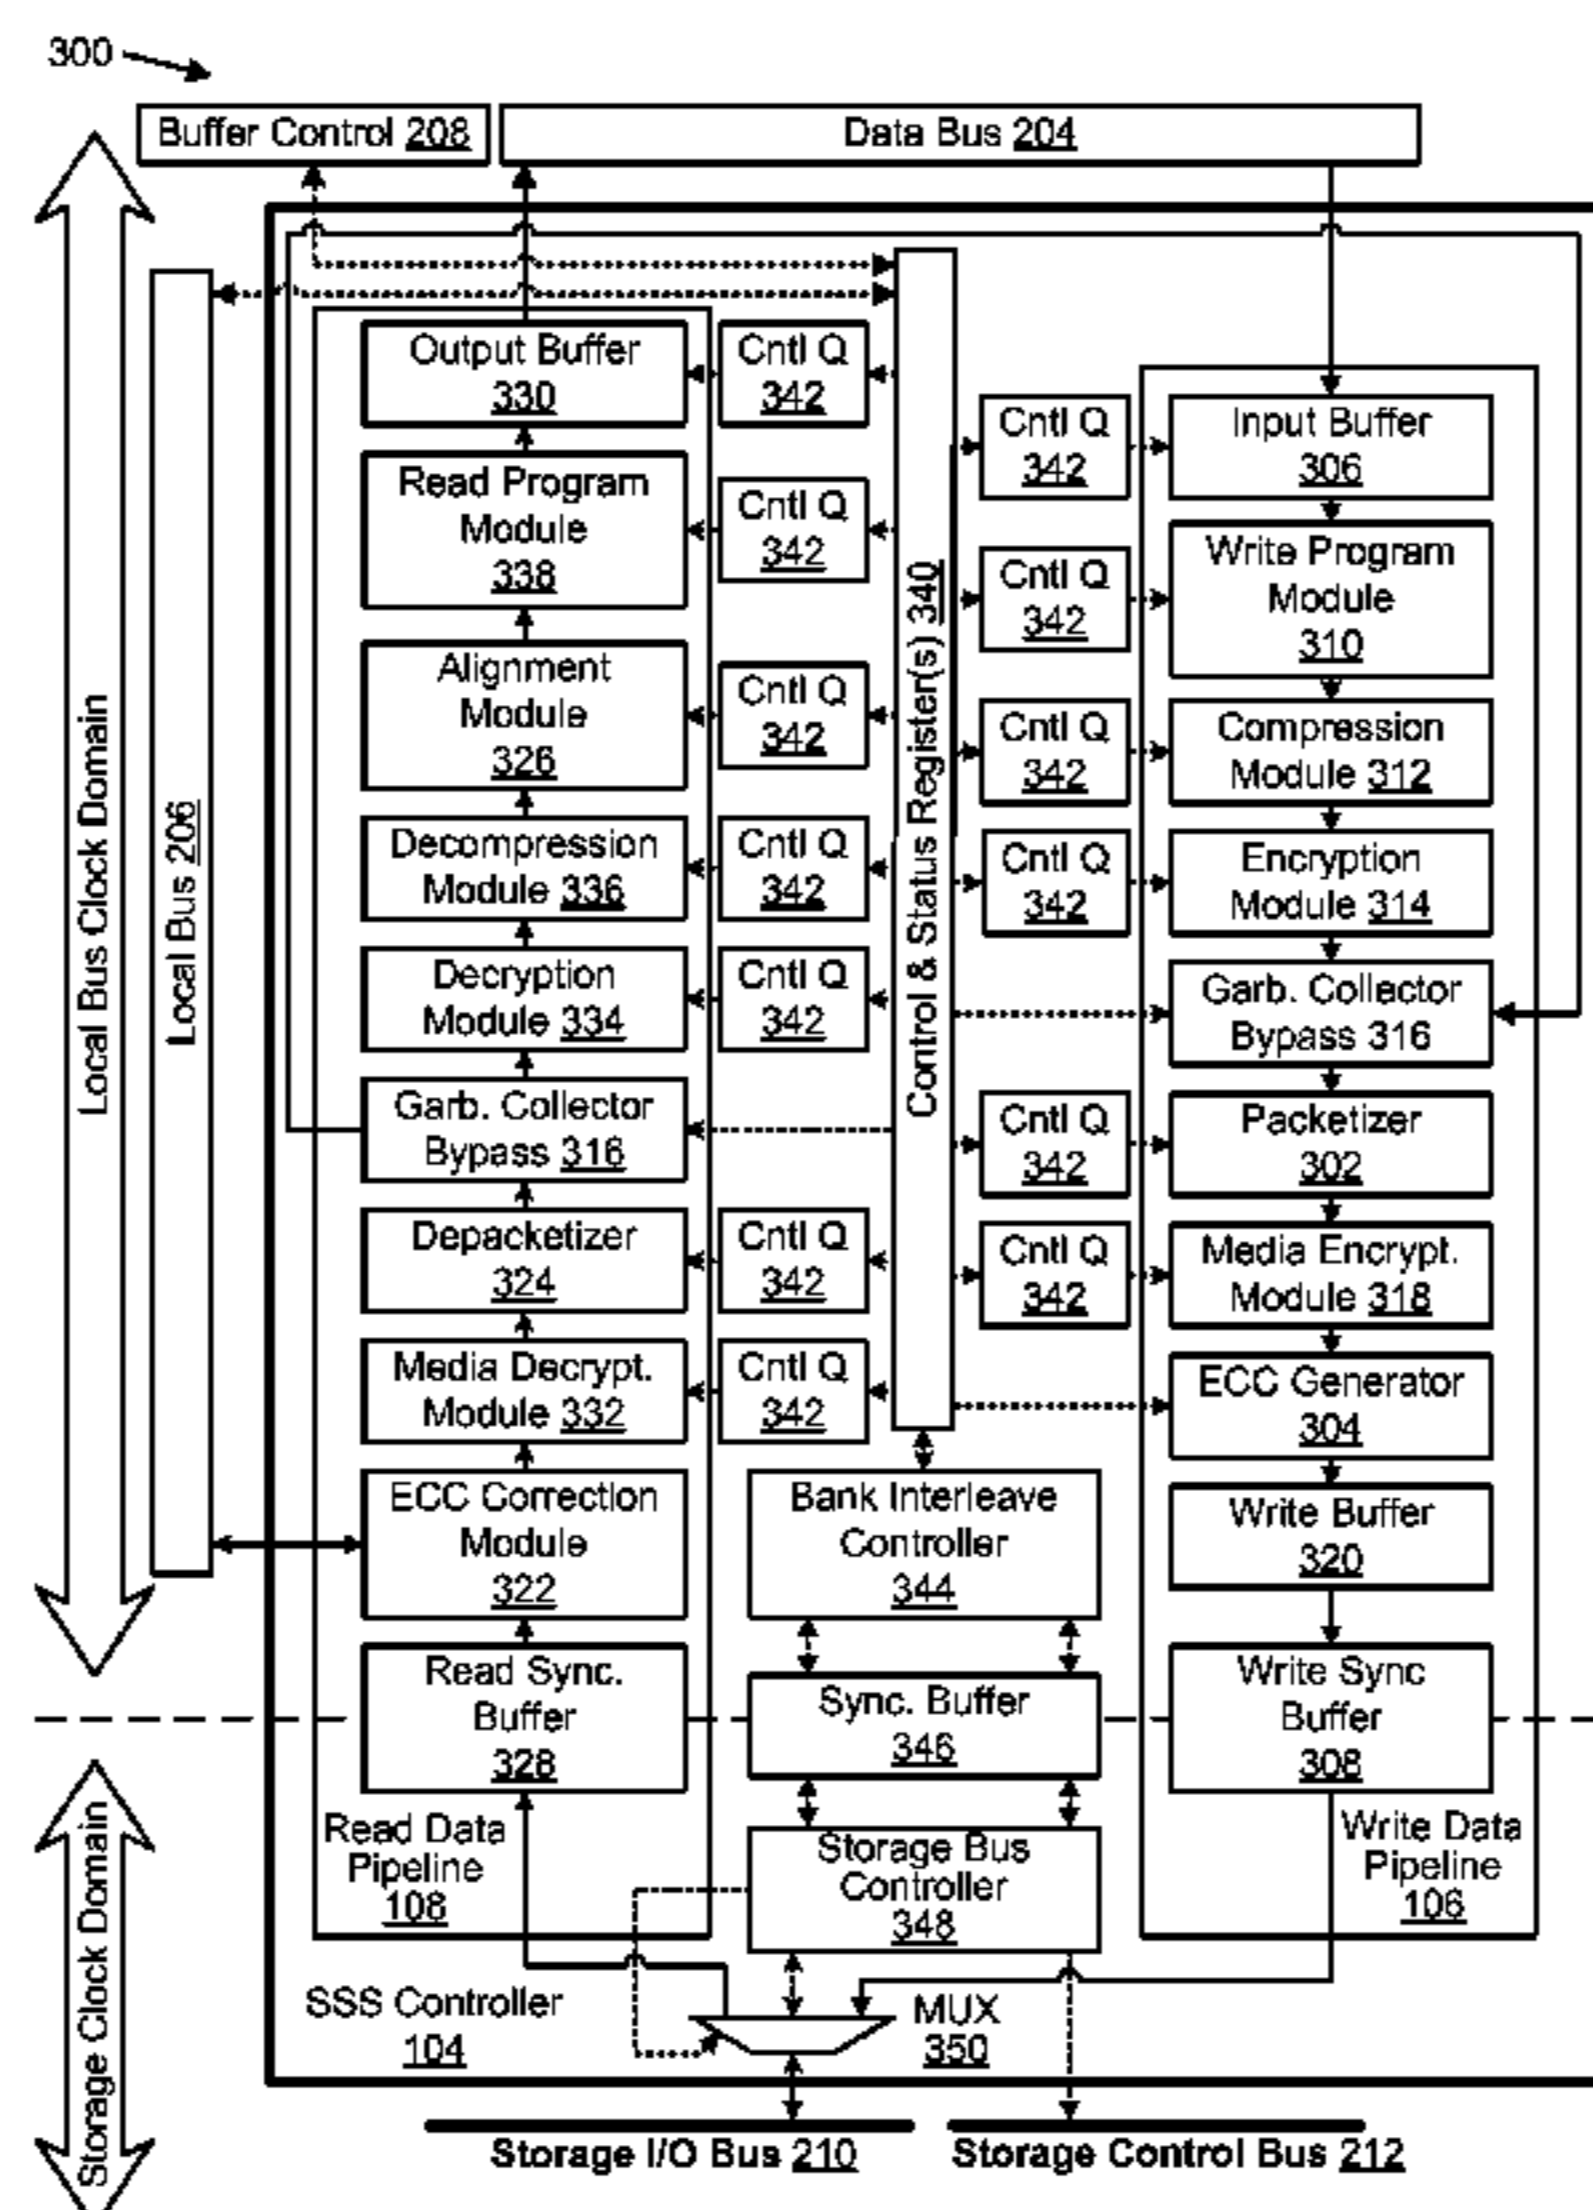 300
Buffer Control 208
Data Bus 204
Local Bus Clock Domain
Local Bus 206
Output Buffer
330
Read Program
Module
338
Alignment
Module
326
Decompression
Module 336
Decryption
Module 334
Garb. Collector
Bypass 316
Depacketizer
324
Media Decrypt.
Module 332
ECC Correction
Module
322
Read Sync.
Buffer
328
Read Data
Pipeline
108
Cntl Q
342
Cntl Q
342
Cntl Q
342
Cntl Q
342
Cntl Q
342
Cntl Q
342
Cntl Q
342
Control & Status Register(s) 340
Bank Interleave
Controller
344
Sync. Buffer
346
Storage Bus
Controller
348
Cntl Q
342
Cntl Q
342
Cntl Q
342
Cntl Q
342
Cntl Q
342
Cntl Q
342
Input Buffer
306
Write Program
Module
310
Compression
Module 312
Encryption
Module 314
Garb. Collector
Bypass 316
Packetizer
302
Media Encrypt.
Module 318
ECC Generator
304
Write Buffer
320
Write Sync
Buffer
308
Write Data
Pipeline
106
Storage Clock Domain
SSS Controller
104
MUX
350
Storage I/O Bus 210
Storage Control Bus 212